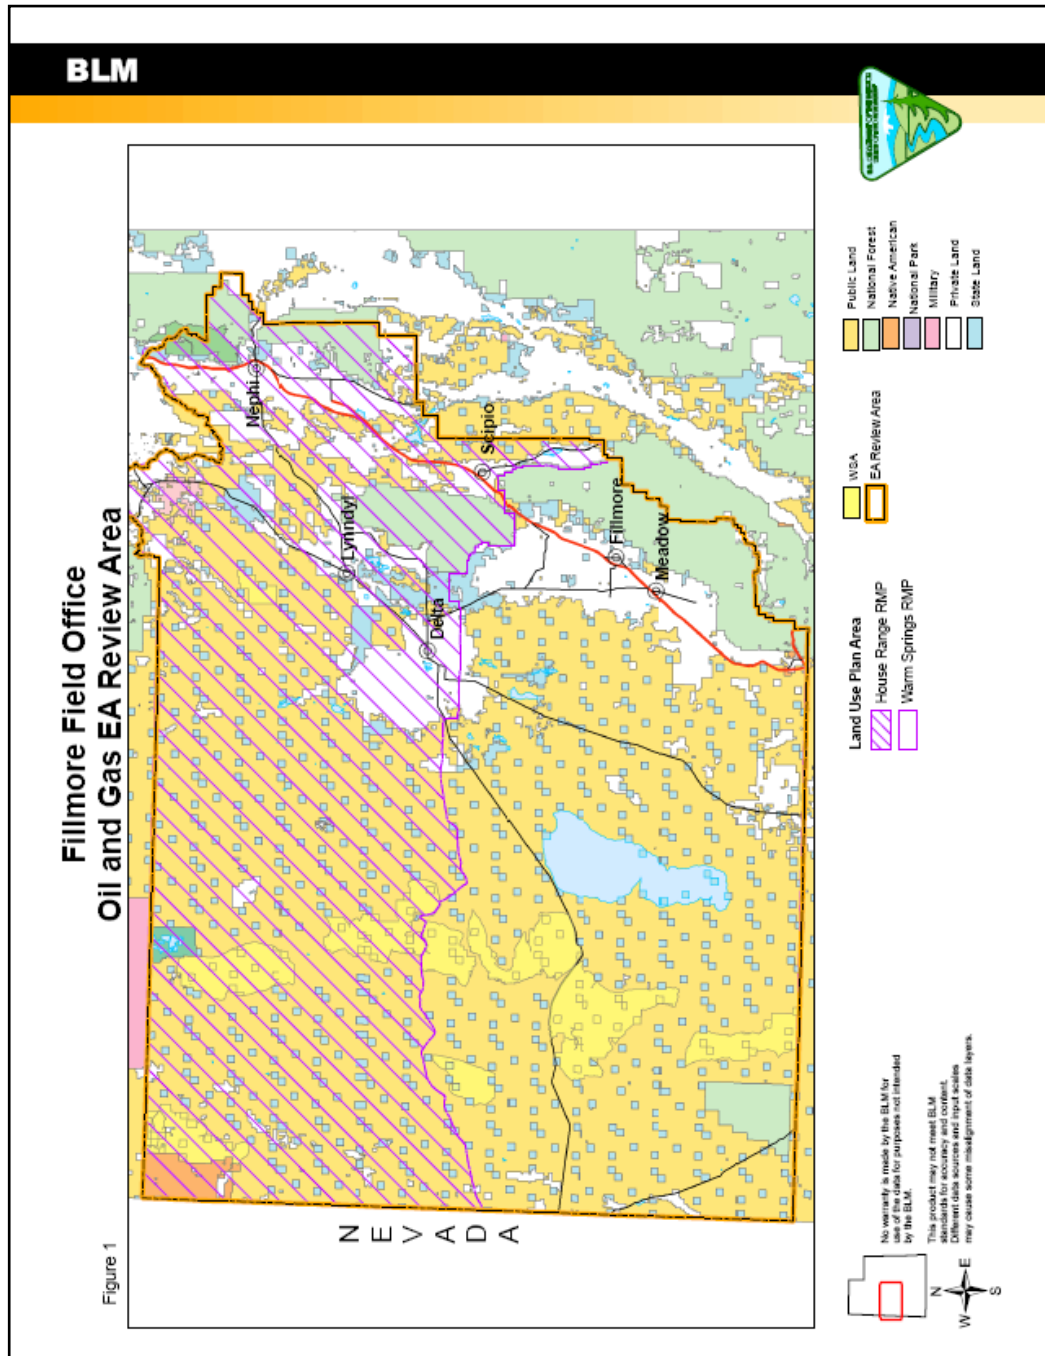 BLM
Fillmore Field Office
Oil and Gas EA Review Area
Figure 1
NEVADA
Nephi
Scipio
Lynndyl
Delta
Fillmore
Meadow
Land Use Plan Area
House Range RMP
Warm Springs RMP
WSA
EA Review Area
Public Land
National Forest
Native American
National Park
Military
Private Land
State Land
No warranty is made by the BLM for
use of the data for purposes not intended
by the BLM.
This product may not meet BLM
standards for accuracy and content.
Different data sources and input scales
may cause some misalignment of data layers.
N
W E
S